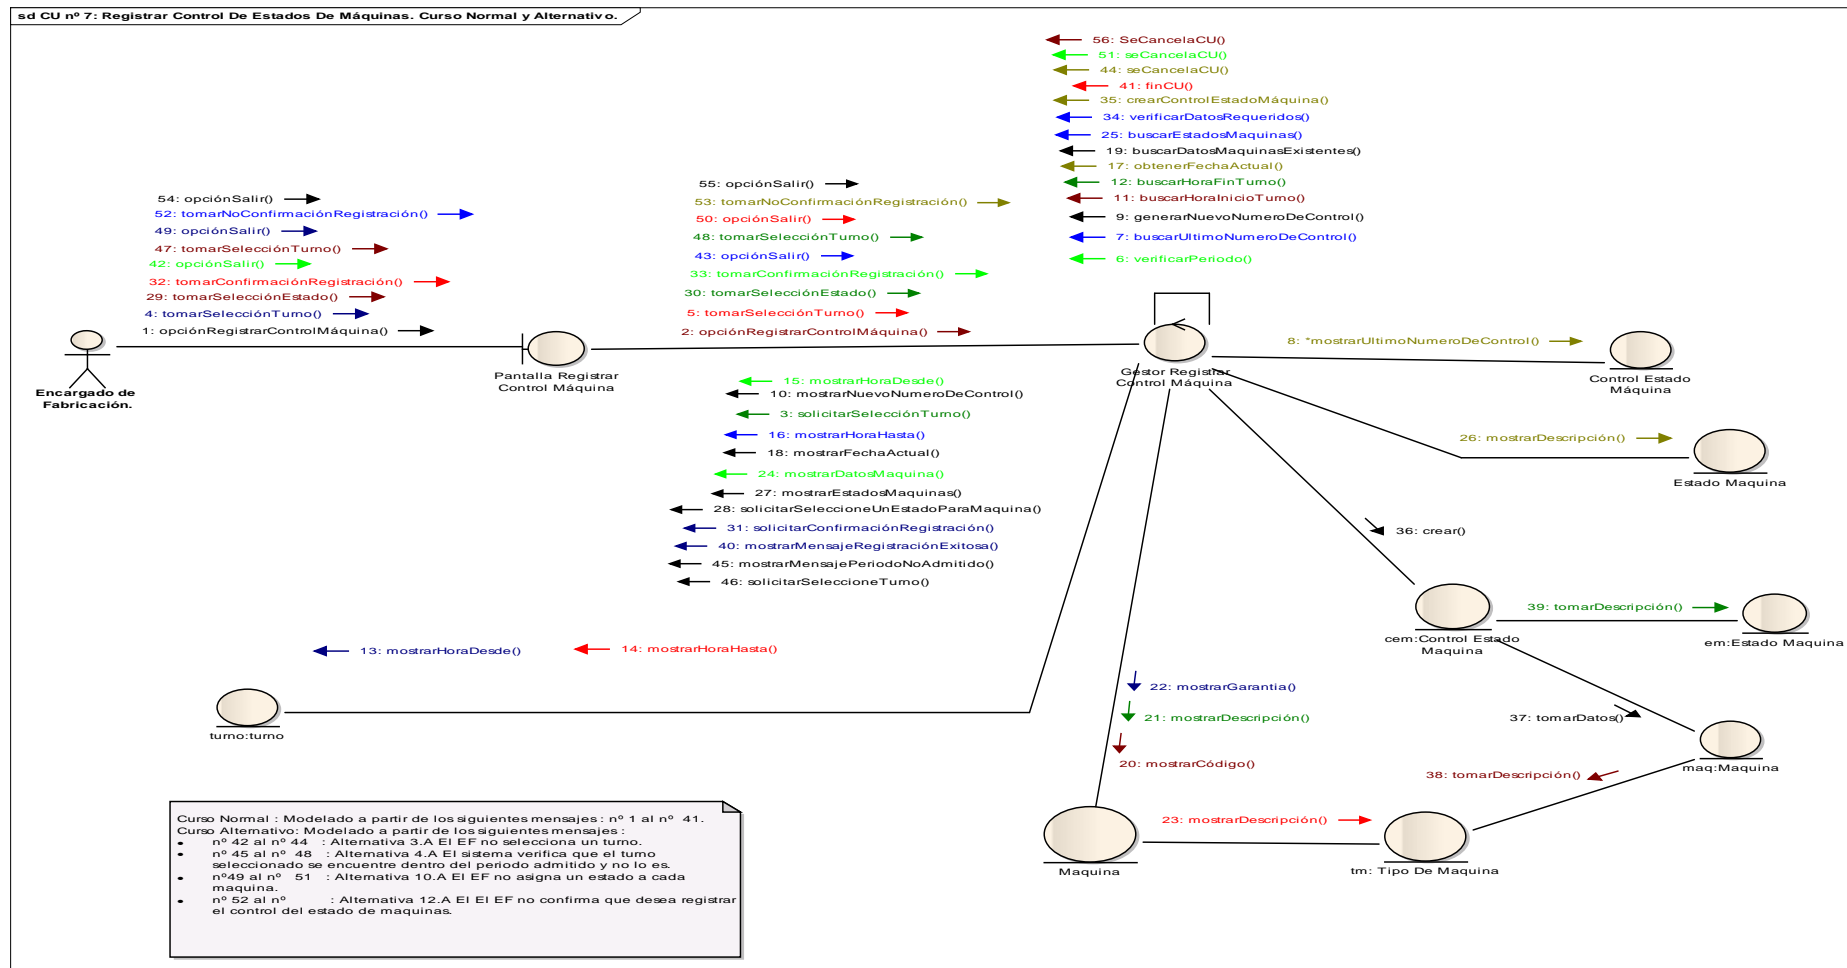 sd CU nº 7: Registrar Control De Estados De Máquinas. Curso Normal y Alternativo.
56: SeCancelaCU()
51: seCancelaCU()
44: seCancelaCU()
41: finCU()
35: crearControlEstadoMáquina()
34: verificarDatosRequeridos()
25: buscarEstadosMaquinas()
19: buscarDatosMaquinasExistentes()
17: obtenerFechaActual()
12: buscarHoraFinTurno()
11: buscarHoraInicioTurno()
9: generarNuevoNumeroDeControl()
7: buscarUltimoNumeroDeControl()
6: verificarPeriodo()
54: opciónSalir()
52: tomarNoConfirmaciónRegistración()
49: opciónSalir()
47: tomarSelecciónTurno()
42: opciónSalir()
32: tomarConfirmaciónRegistración()
29: tomarSelecciónEstado()
4: tomarSelecciónTurno()
1: opciónRegistrarControlMáquina()
55: opciónSalir()
53: tomarNoConfirmaciónRegistración()
50: opciónSalir()
48: tomarSelecciónTurno()
43: opciónSalir()
33: tomarConfirmaciónRegistración()
30: tomarSelecciónEstado()
5: tomarSelecciónTurno()
2: opciónRegistrarControlMáquina()
Encargado de
Fabricación.
Pantalla Registrar
Control Máquina
Gestor Registrar
Control Máquina
8: *mostrarUltimoNumeroDeControl()
Control Estado
Máquina
15: mostrarHoraDesde()
10: mostrarNuevoNumeroDeControl()
3: solicitarSelecciónTurno()
16: mostrarHoraHasta()
18: mostrarFechaActual()
24: mostrarDatosMaquina()
27: mostrarEstadosMaquinas()
28: solicitarSeleccioneUnEstadoParaMaquina()
31: solicitarConfirmaciónRegistración()
40: mostrarMensajeRegistraciónExitosa()
45: mostrarMensajePeriodoNoAdmitido()
46: solicitarSeleccioneTurno()
26: mostrarDescripción()
Estado Maquina
36: crear()
39: tomarDescripción()
cem:Control Estado
Maquina
em:Estado Maquina
13: mostrarHoraDesde()
14: mostrarHoraHasta()
turno:turno
22: mostrarGarantia()
21: mostrarDescripción()
20: mostrarCódigo()
37: tomarDatos()
maq:Maquina
38: tomarDescripción()
23: mostrarDescripción()
Maquina
tm: Tipo De Maquina
Curso Normal : Modelado a partir de los siguientes mensajes : nº 1 al nº 41.
Curso Alternativo: Modelado a partir de los siguientes mensajes :
• nº 42 al nº 44 : Alternativa 3.A El EF no selecciona un turno.
• nº 45 al nº 48 : Alternativa 4.A El sistema verifica que el turno
seleccionado se encuentre dentro del periodo admitido y no lo es.
• nº49 al nº 51 : Alternativa 10.A El EF no asigna un estado a cada
maquina.
• nº 52 al nº : Alternativa 12.A El El EF no confirma que desea registrar
el control del estado de maquinas.